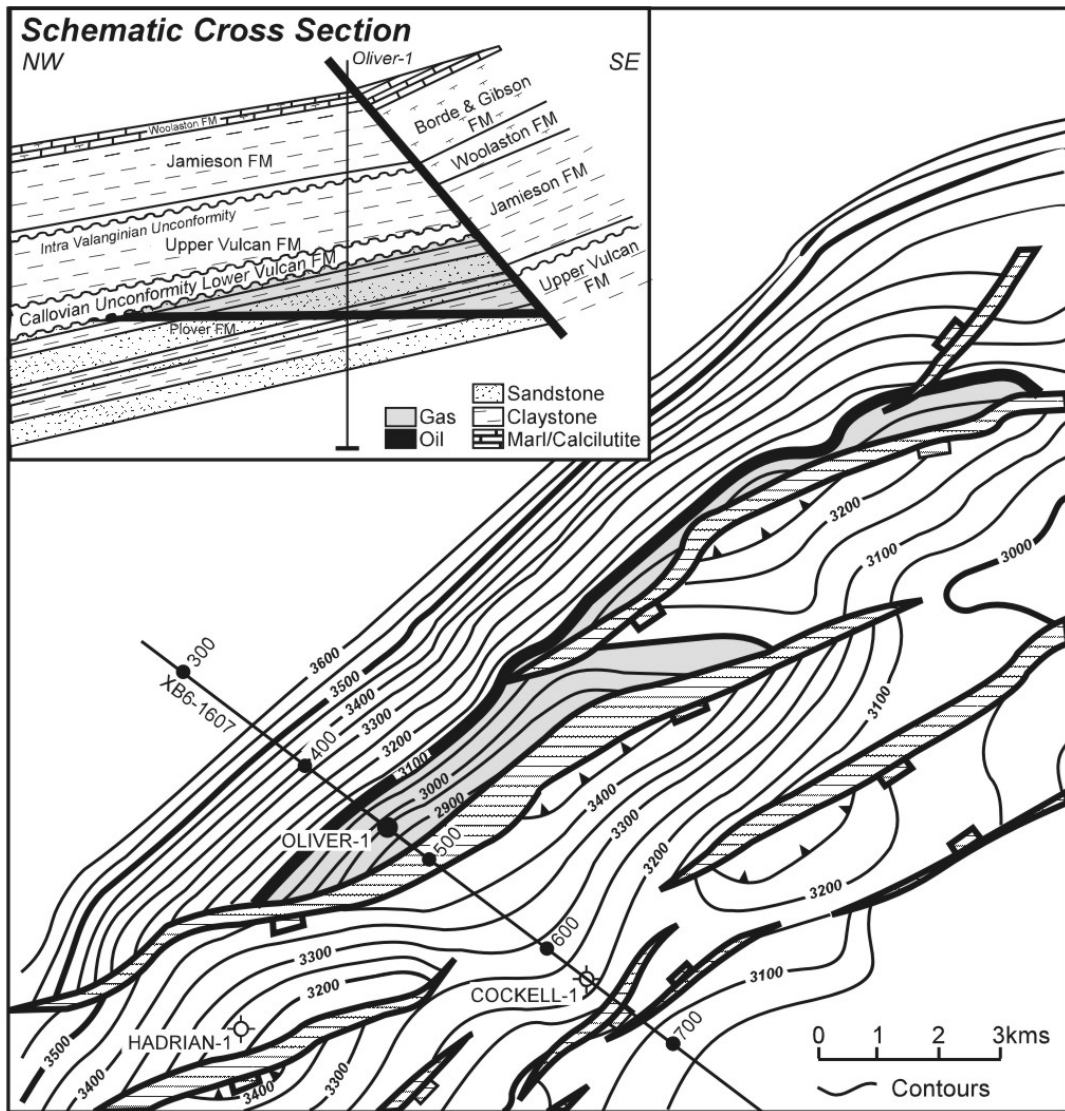 Schematic Cross Section
NW
Oliver-1
SE
Woolaston FM
Jamieson FM
Intra Valanginian Unconformity
Upper Vulcan FM
Callovian Unconformity Lower Vulcan FM
Plover FM
Borde & Gibson
FM
Woolaston FM
Jamieson FM
Upper Vulcan
FM
Gas
Oil
Sandstone
Claystone
Marl/Calcilutite
3200
3100
3000
300
XB6-1607
3600
3500
3400
3300
400
3200
3100
3000
2900
OLIVER-1
500
3100
3400
3300
3200
3200
600
3300
3200
3100
COCKELL-1
HADRIAN-1
700
3500
3400
3300
3400
0 1 2 3kms
Contours